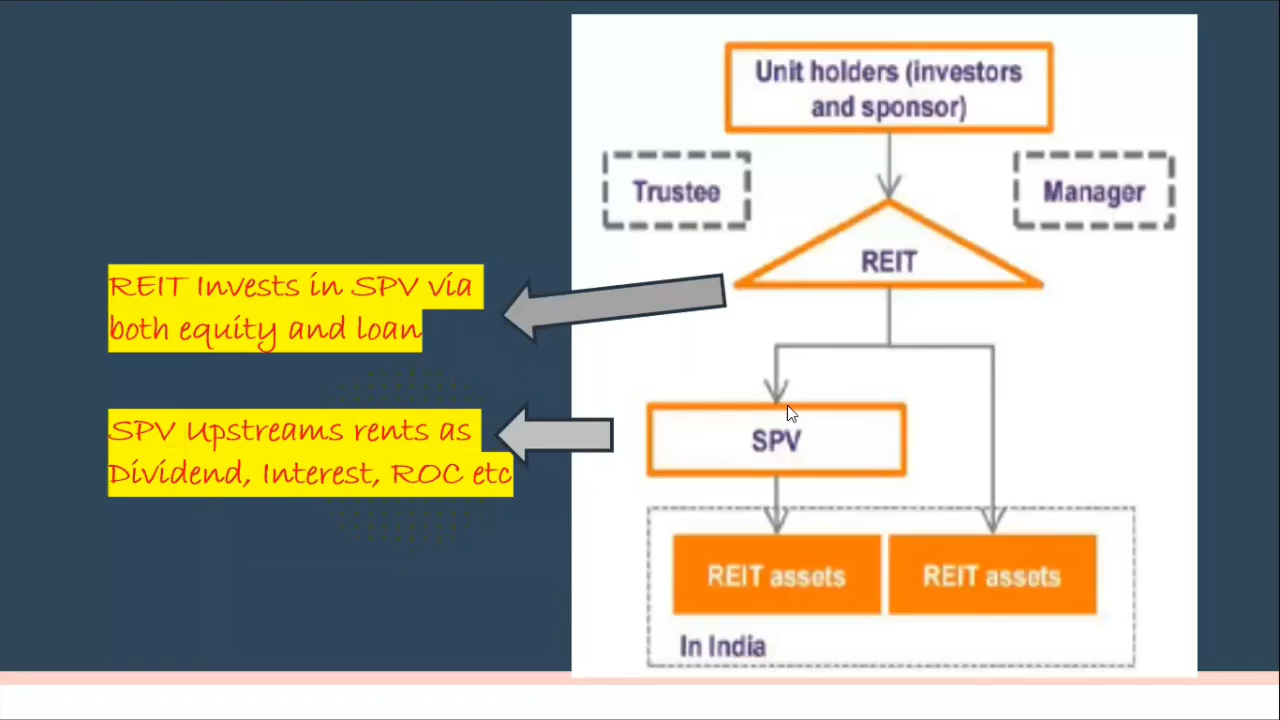 Unit holders (investors
and sponsor)
Trustee
Manager
REIT
REIT Invests in SPV via
both equity and loan
SPV Upstreams rents as
Dividend, Interest, ROC etc
SPV
REIT assets
REIT assets
In India